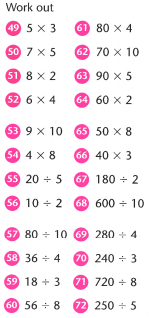 Work out
49 5 × 3
50 7 × 5
51 8 × 2
52 6 × 4
53 9 × 10
54 4 × 8
55 20 ÷ 5
56 10 ÷ 2
57 80 ÷ 10
58 36 ÷ 4
59 18 ÷ 3
60 56 ÷ 8
61 80 × 4
62 70 × 10
63 90 × 5
64 60 × 2
65 50 × 8
66 40 × 3
67 180 ÷ 2
68 600 ÷ 10
69 280 ÷ 4
70 240 ÷ 3
71 720 ÷ 8
72 250 ÷ 5